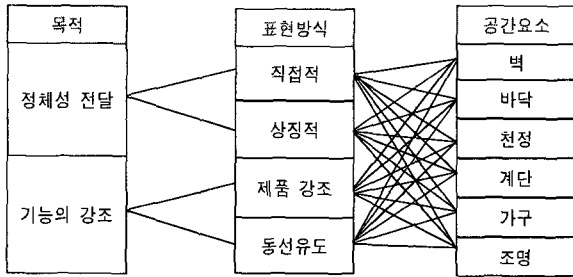 목적
정체성 전달
기능의 강조
표현방식
직접적
상징적
제품 강조
동선유도
공간요소
벽
바닥
천정
계단
가구
조명